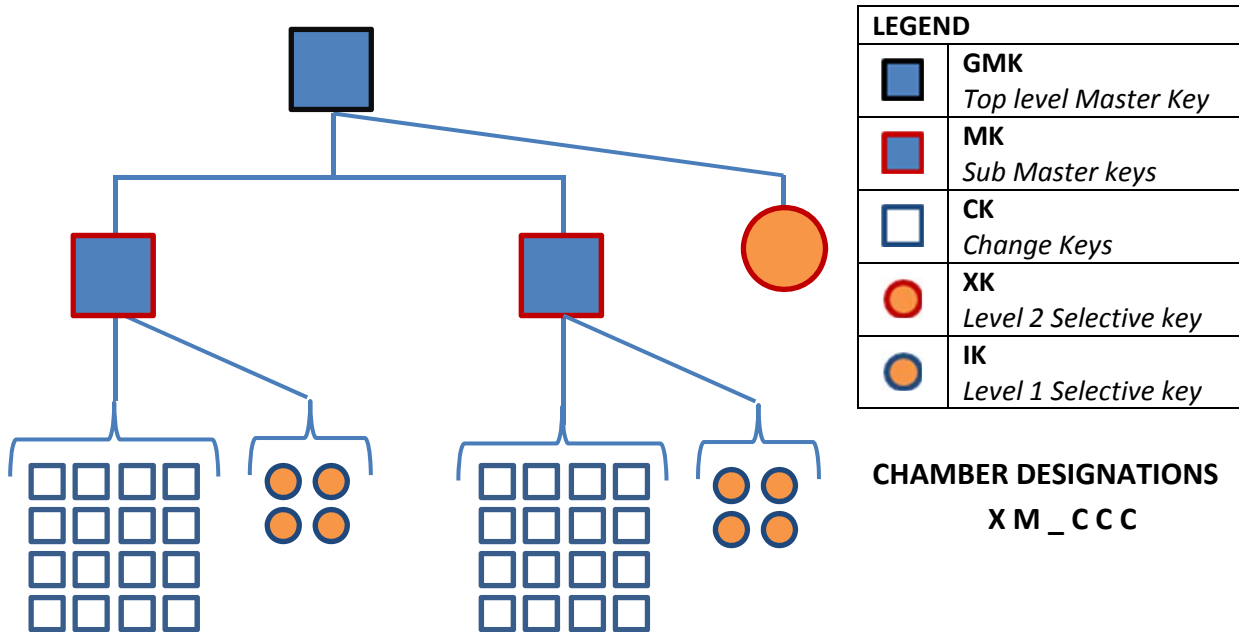 LEGEND
GMK
Top level Master Key
MK
Sub Master keys
CK
Change Keys
XK
Level 2 Selective key
IK
Level 1 Selective key
CHAMBER DESIGNATIONS
X M _ C C C